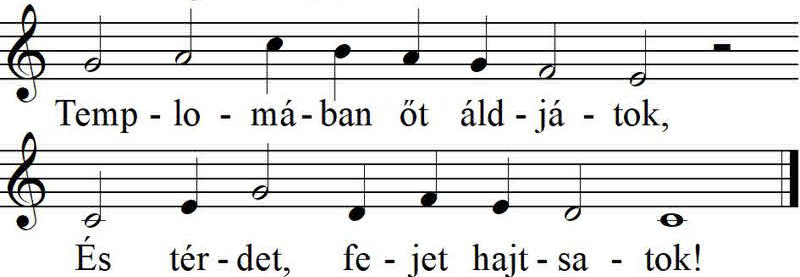 Temp - lo - má - ban őt áld - já - tok,
És tér - det, fe - jet hajt - sa - tok!